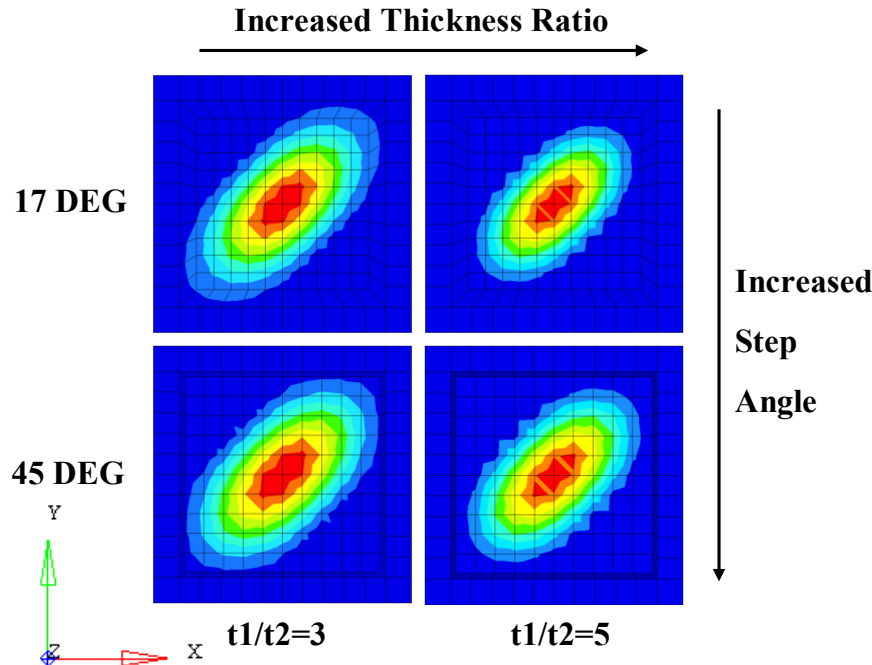 Increased Thickness Ratio
17 DEG
Increased
Step
Angle
45 DEG
Y
Z
X
t1/t2=3
t1/t2=5